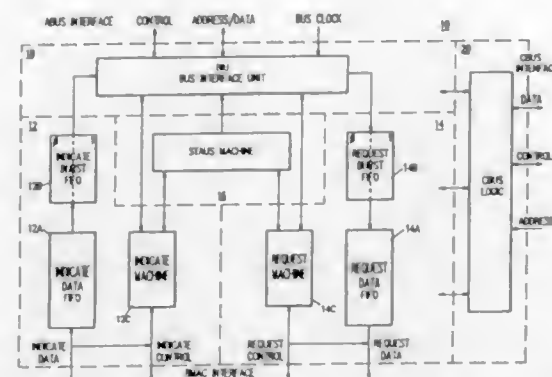 ABUS INTERFACE
CONTROL
ADDRESS/DATA
BUS CLOCK
10
18
BIU
BUS INTERFACE UNIT
20
CBUS
INTERFACE
DATA
CONTROL
ADDRESS
CBUS
LOGIC
12
14
INDICATE
BURST
FIFO
12B
STATUS MACHINE
REQUEST
BURST
FIFO
14B
16
12A
INDICATE
DATA
FIFO
INDICATE
MACHINE
12C
REQUEST
MACHINE
14C
14A
REQUEST
DATA
FIFO
INDICATE
DATA
INDICATE
CONTROL
REQUEST
CONTROL
REQUEST
DATA
BMAC INTERFACE